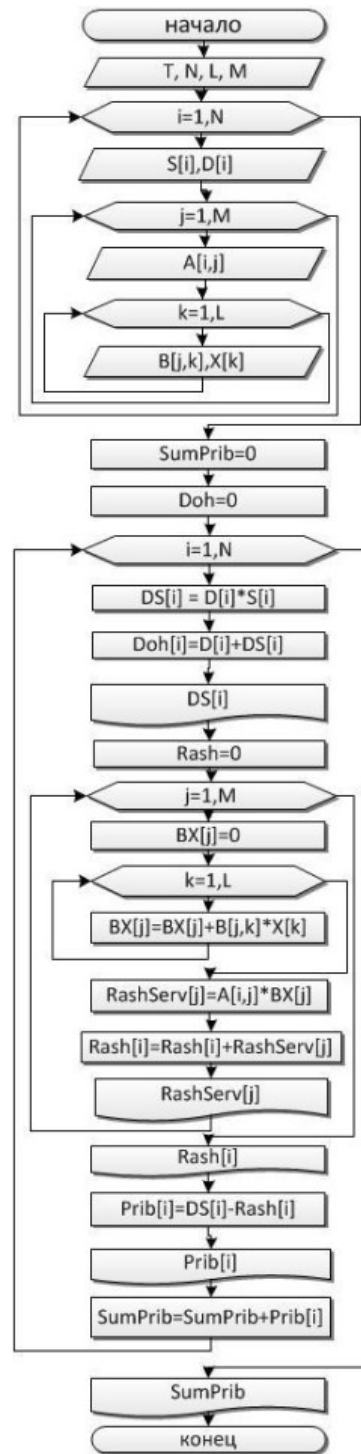 начало
T, N, L, M
i=1,N
S[i],D[i]
j=1,M
A[i,j]
k=1,L
B[j,k],X[k]
SumPrib=0
Doh=0
i=1,N
DS[i] = D[i]*S[i]
Doh[i]=D[i]+DS[i]
DS[i]
Rash=0
j=1,M
BX[j]=0
k=1,L
BX[j]=BX[j]+B[j,k]*X[k]
RashServ[j]=A[i,j]*BX[j]
Rash[i]=Rash[i]+RashServ[j]
RashServ[j]
Rash[i]
Prib[i]=DS[i]-Rash[i]
Prib[i]
SumPrib=SumPrib+Prib[i]
SumPrib
конец